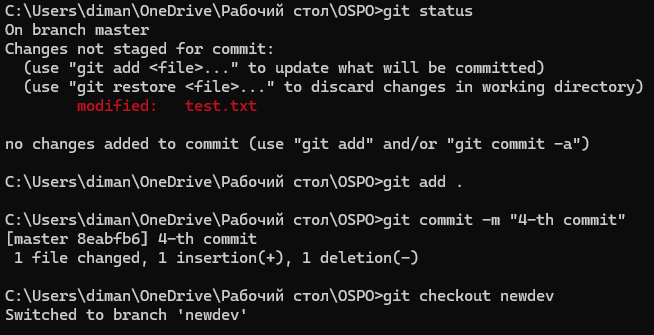 C:\Users\diman\OneDrive\Рабочий стол\OSPO>git status
On branch master
Changes not staged for commit:
  (use "git add <file>..." to update what will be committed)
  (use "git restore <file>..." to discard changes in working directory)
        modified:   test.txt
no changes added to commit (use "git add" and/or "git commit -a")
C:\Users\diman\OneDrive\Рабочий стол\OSPO>git add .
C:\Users\diman\OneDrive\Рабочий стол\OSPO>git commit -m "4-th commit"
[master 8eabfb6] 4-th commit
 1 file changed, 1 insertion(+), 1 deletion(-)
C:\Users\diman\OneDrive\Рабочий стол\OSPO>git checkout newdev
Switched to branch 'newdev'